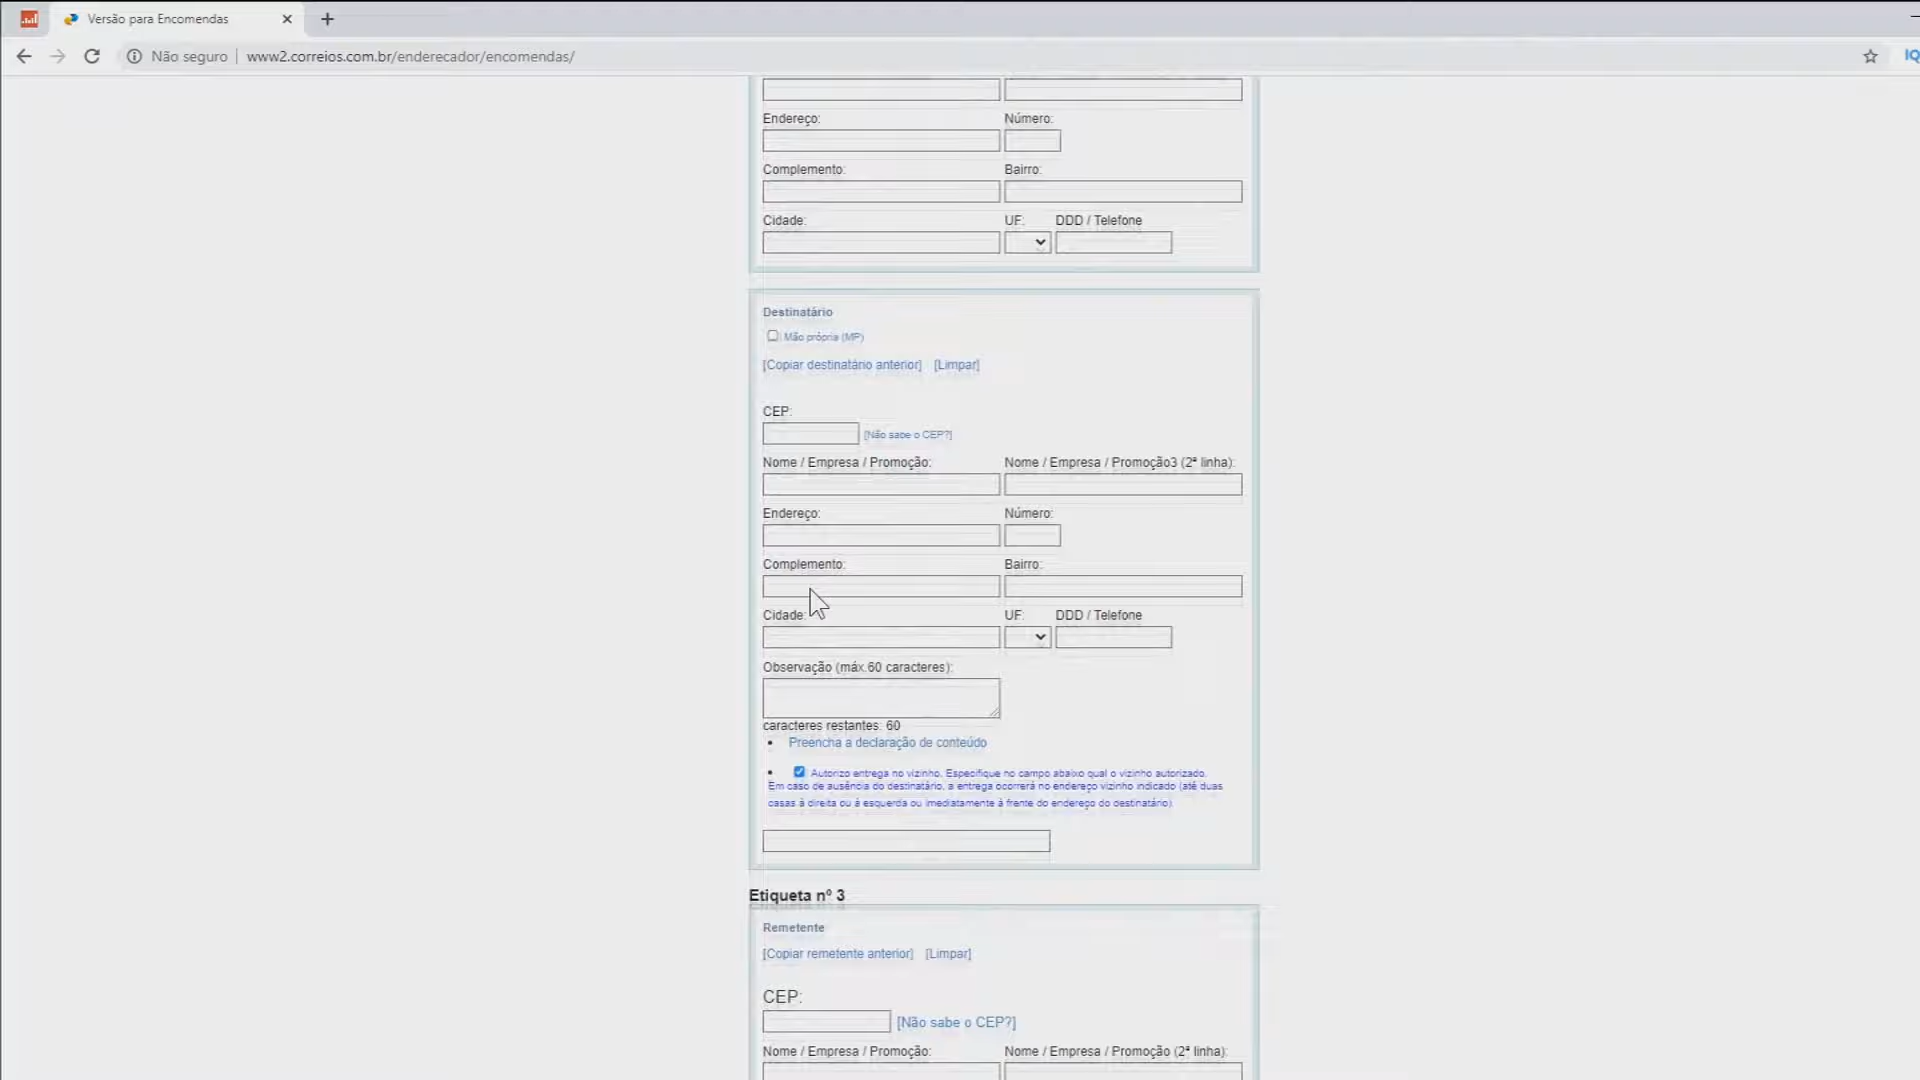 Versão para Encomendas
Não seguro
www2.correios.com.br/enderecador/encomendas/
IQ
Endereço:
Número:
Complemento:
Bairro:
Cidade:
UF:
DDD / Telefone
Destinatário
Mão própria (MP)
[Copiar destinatário anterior] [Limpar]
CEP:
[Não sabe o CEP?]
Nome / Empresa / Promoção:
Nome / Empresa / Promoção3 (2ª linha):
Endereço:
Número:
Complemento:
Bairro:
Cidade:
UF:
DDD / Telefone
Observação (máx.60 caracteres):
caracteres restantes: 60
Preencha a declaração de conteúdo
Autorizo entrega no vizinho. Especifique no campo abaixo qual o vizinho autorizado.
Em caso de ausência do destinatário, a entrega ocorrerá no endereço vizinho indicado (até duas
casas à direita ou à esquerda ou imediatamente à frente do endereço do destinatário).
Etiqueta nº 3
Remetente
[Copiar remetente anterior] [Limpar]
CEP:
[Não sabe o CEP?]
Nome / Empresa / Promoção:
Nome / Empresa / Promoção (2ª linha):